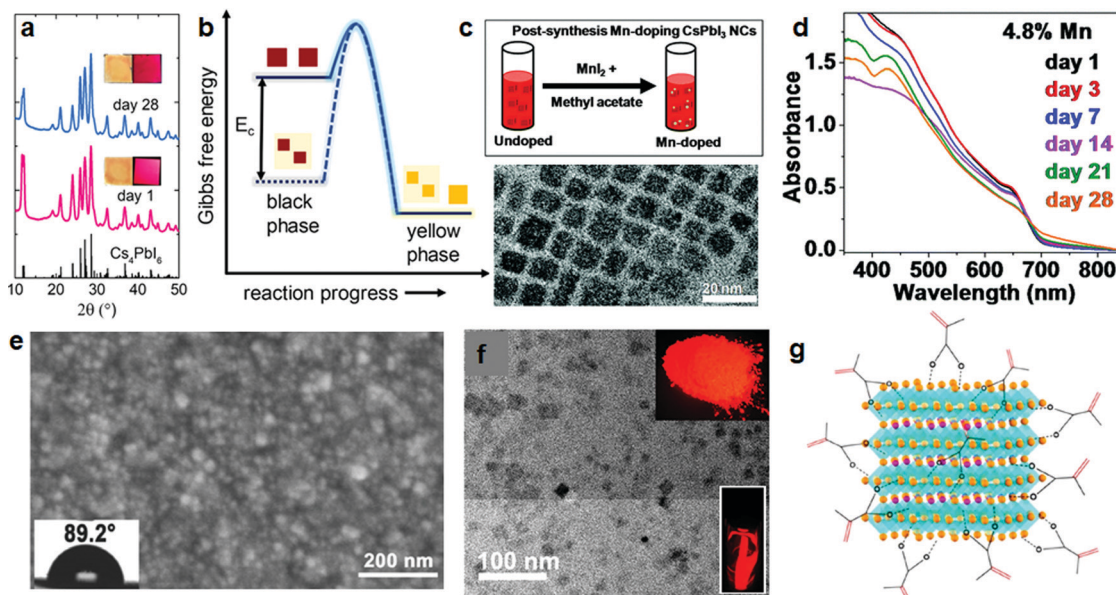 a
day 28
day 1
Cs₄PbI₆
10 20 30 40 50
2θ (°)
b
Gibbs free energy
E_c
black
phase
yellow
phase
reaction progress
c
Post-synthesis Mn-doping CsPbI₃ NCs
MnI₂ +
Methyl acetate
Undoped
Mn-doped
20 nm
d
4.8% Mn
day 1
day 3
day 7
day 14
day 21
day 28
Absorbance
1.5
1.0
0.5
0.0
400 500 600 700 800
Wavelength (nm)
e
89.2°
200 nm
f
100 nm
g